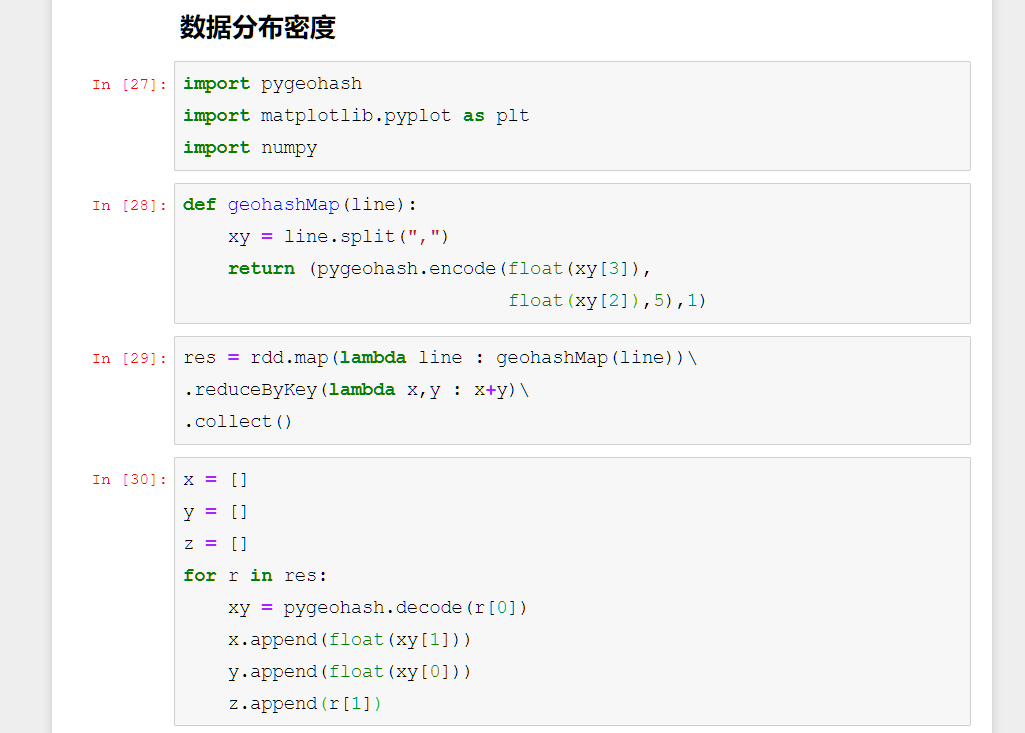 数据分布密度
In [27]: import pygeohash
import matplotlib.pyplot as plt
import numpy
In [28]: def geohashMap(line):
    xy = line.split(",")
    return (pygeohash.encode(float(xy[3]),
                             float(xy[2]),5),1)
In [29]: res = rdd.map(lambda line : geohashMap(line))\
.reduceByKey(lambda x,y : x+y)\
.collect()
In [30]: x = []
y = []
z = []
for r in res:
    xy = pygeohash.decode(r[0])
    x.append(float(xy[1]))
    y.append(float(xy[0]))
    z.append(r[1])